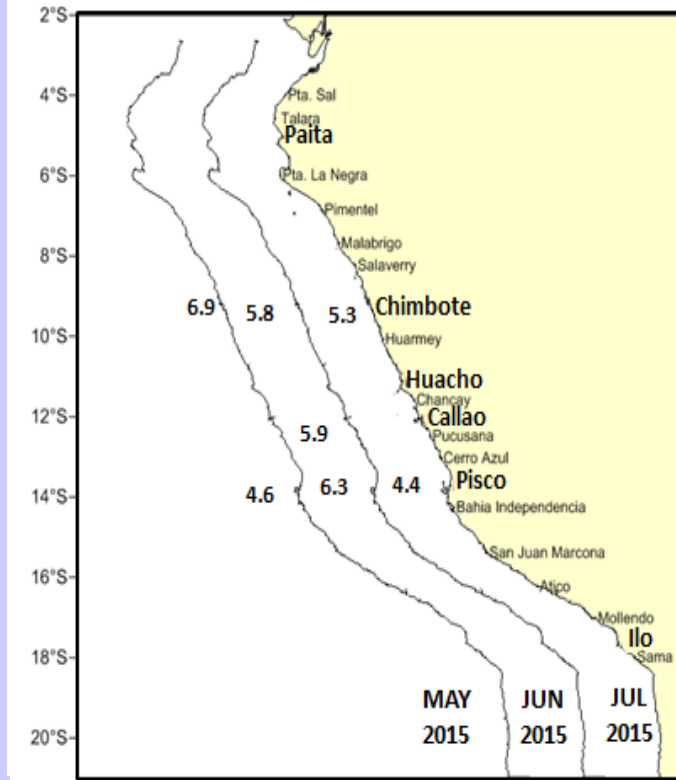 2°S
4°S
Pta. Sal
Talara
Paita
6°S
Pta. La Negra
Pimentel
8°S
Malabrigo
Salaverry
6.9 5.8 5.3 Chimbote
10°S
Huarmey
Huacho
Chancay
12°S
Callao
Pucusana
5.9
Cerro Azul
4.6 6.3 4.4 Pisco
14°S
Bahia Independencia
San Juan Marcona
16°S
Atico
Mollendo
Ilo
18°S
Sama
MAY JUN JUL
2015 2015 2015
20°S